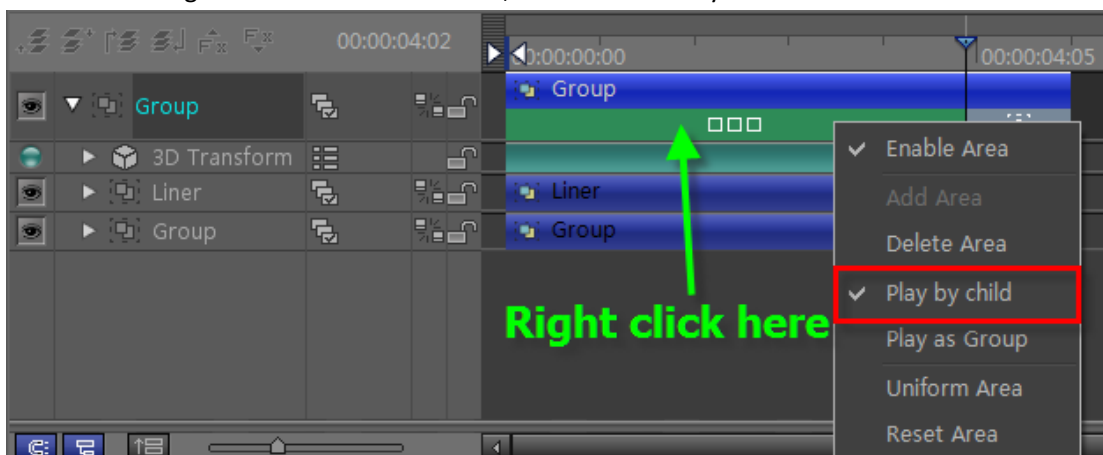 00:00:04:02
0:00:00:00
00:00:04:05
Group
Group
3D Transform
Liner
Liner
Group
Group
Right click here
Enable Area
Add Area
Delete Area
Play by child
Play as Group
Uniform Area
Reset Area